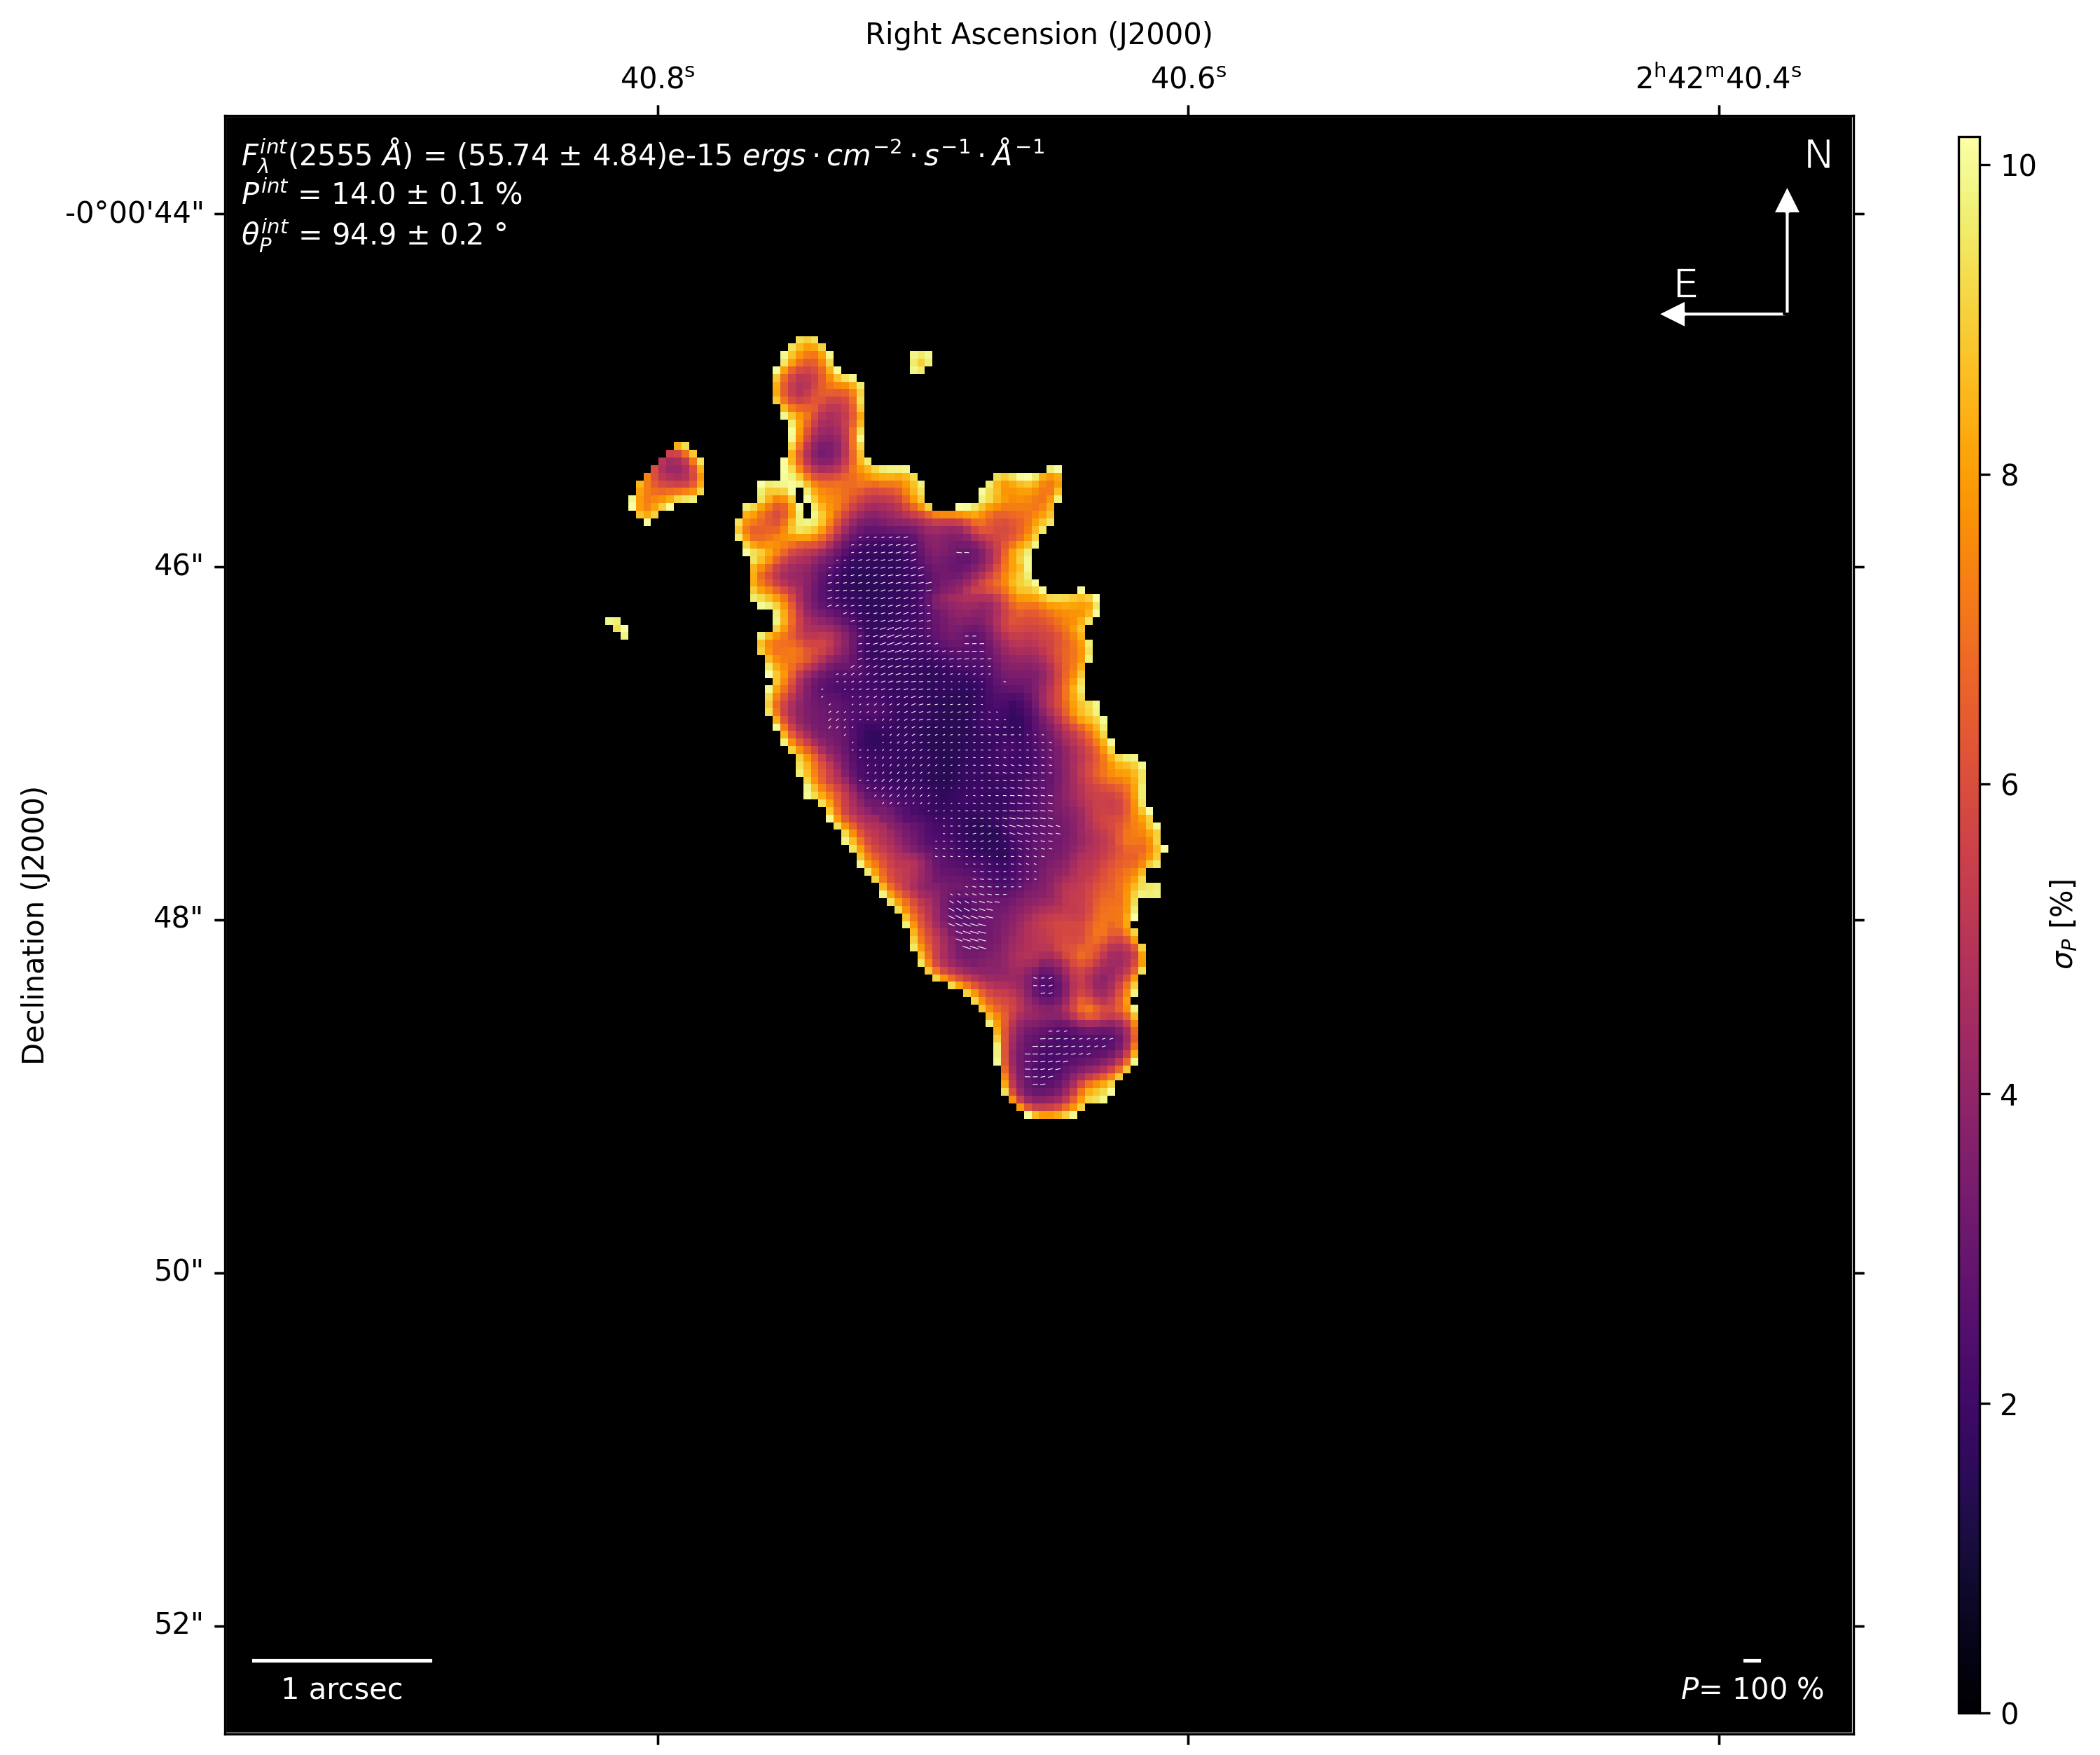 Right Ascension (J2000)
40.8ˢ 40.6ˢ 2ʰ42ᵐ40.4ˢ
F_λ^int(2555 Å) = (55.74 ± 4.84)e-15 ergs · cm⁻² · s⁻¹ · Å⁻¹
P^int = 14.0 ± 0.1 %
θ_P^int = 94.9 ± 0.2 °
N
E
-0°00'44"
46"
48"
50"
52"
Declination (J2000)
1 arcsec
P= 100 %
10
8
6
4
2
0
σ_P [%]